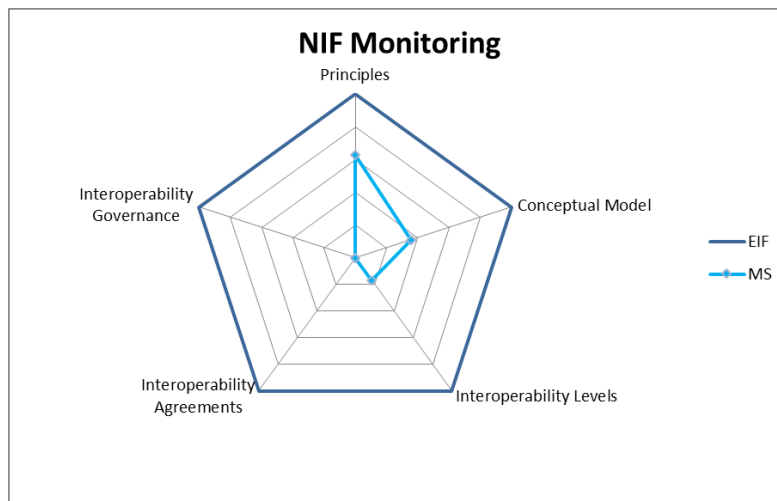 NIF Monitoring
Principles
Interoperability
Governance
Conceptual Model
EIF
MS
Interoperability
Agreements
Interoperability Levels